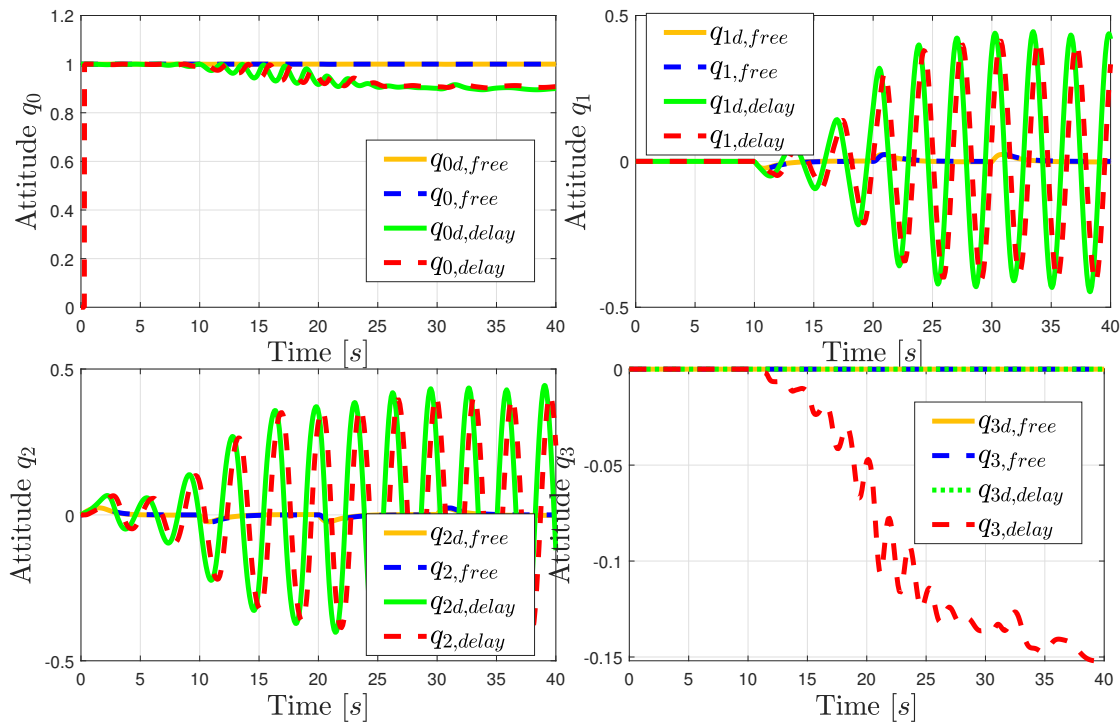 1.2
1
0.8
0.6
0.4
0.2
0
Attitude q0
0 5 10 15 20 25 30 35 40
Time [s]
q0d,free
q0,free
q0d,delay
q0,delay
0.5
0
-0.5
Attitude q1
0 5 10 15 20 25 30 35 40
Time [s]
q1d,free
q1,free
q1d,delay
q1,delay
0.5
0
-0.5
Attitude q2
0 5 10 15 20 25 30 35 40
Time [s]
q2d,free
q2,free
q2d,delay
q2,delay
0
-0.05
-0.1
-0.15
Attitude q3
0 5 10 15 20 25 30 35 40
Time [s]
q3d,free
q3,free
q3d,delay
q3,delay